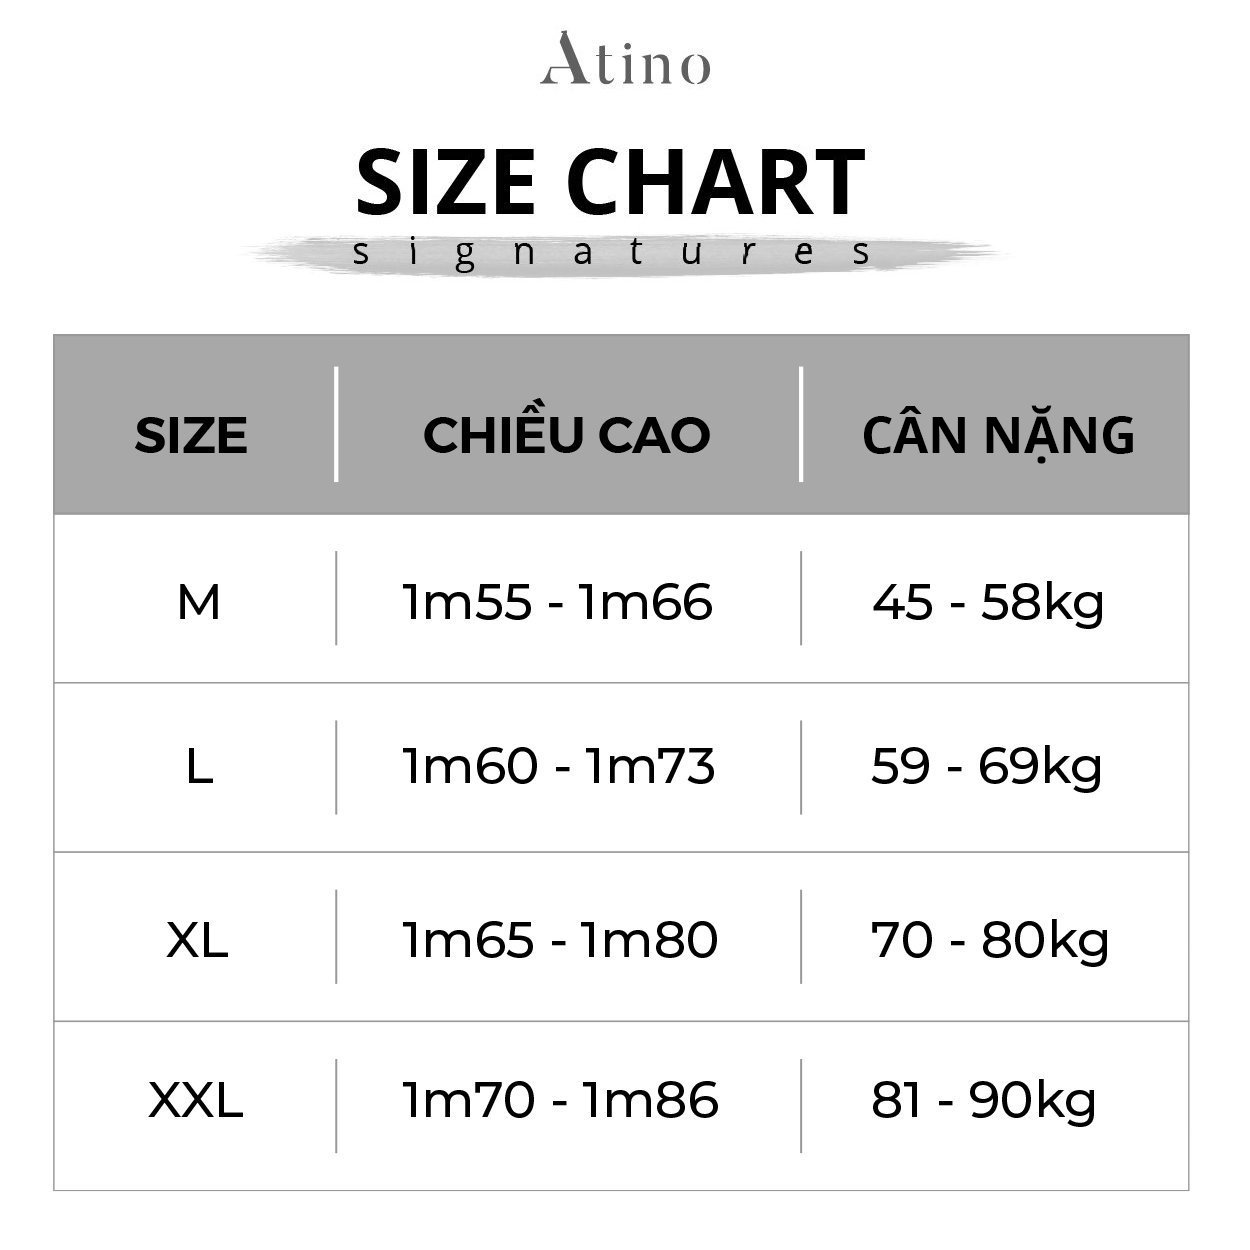 Atino
SIZE CHART
signatures
SIZE CHIỀU CAO CÂN NẶNG
M 1m55 - 1m66 45 - 58kg
L 1m60 - 1m73 59 - 69kg
XL 1m65 - 1m80 70 - 80kg
XXL 1m70 - 1m86 81 - 90kg